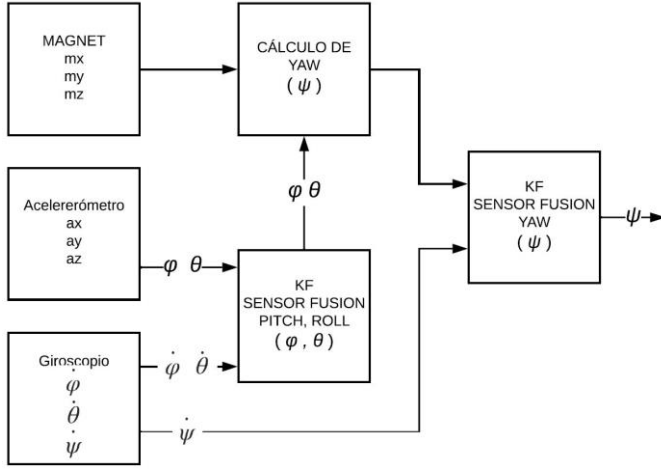 MAGNET
mx
my
mz
CÁLCULO DE
YAW
( ψ )
φ θ
Acelererómetro
ax
ay
az
φ θ
KF
SENSOR FUSION
PITCH, ROLL
( φ , θ )
KF
SENSOR FUSION
YAW
( ψ )
ψ
Giroscopio
φ̇
θ̇
ψ̇
φ̇ θ̇
ψ̇